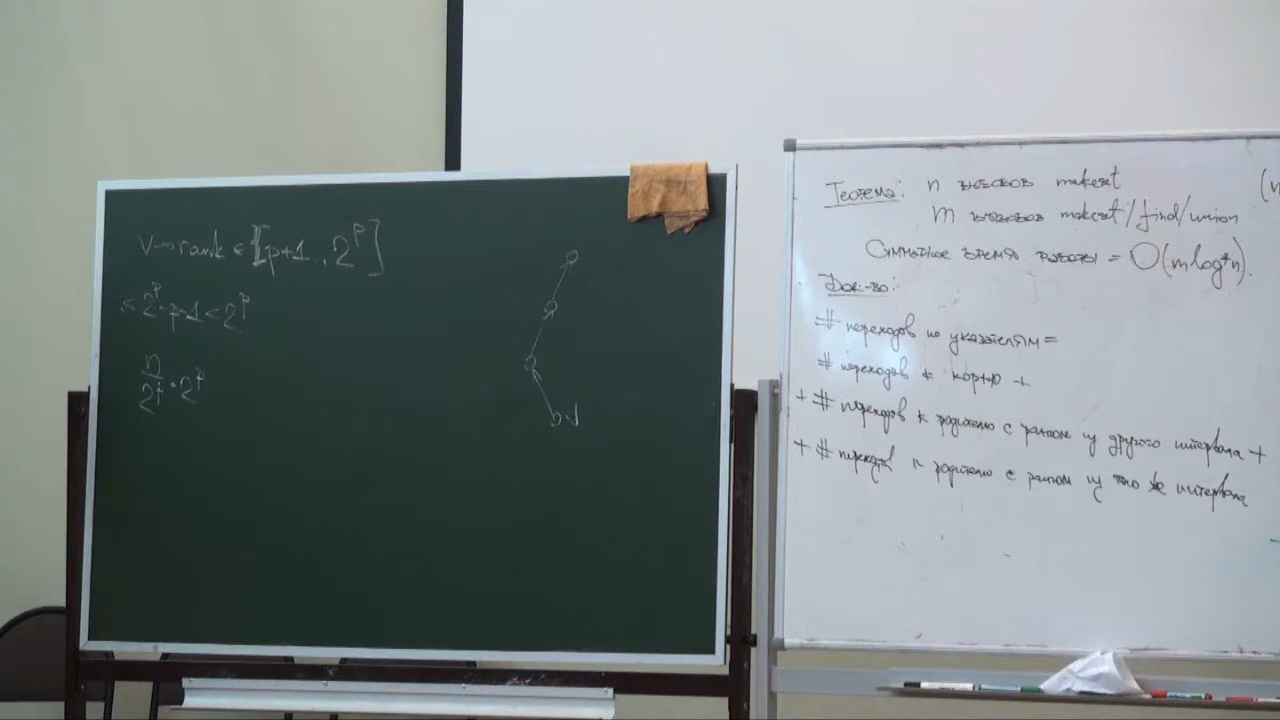 v→rank ∈ [p+1..2^p]
< 2^p-p-1 < 2^p
n/2^p · 2^p
v
Теорема: n вызовов makeset
m вызовов makeset/find/union
Суммарное время работы = O(m log* n).
Док-во:
# переходов по указателям =
# переходов к корню +
+ # переходов к родителю с рангом из другого интервала +
+ # переходов к родителю с рангом из того же интервала